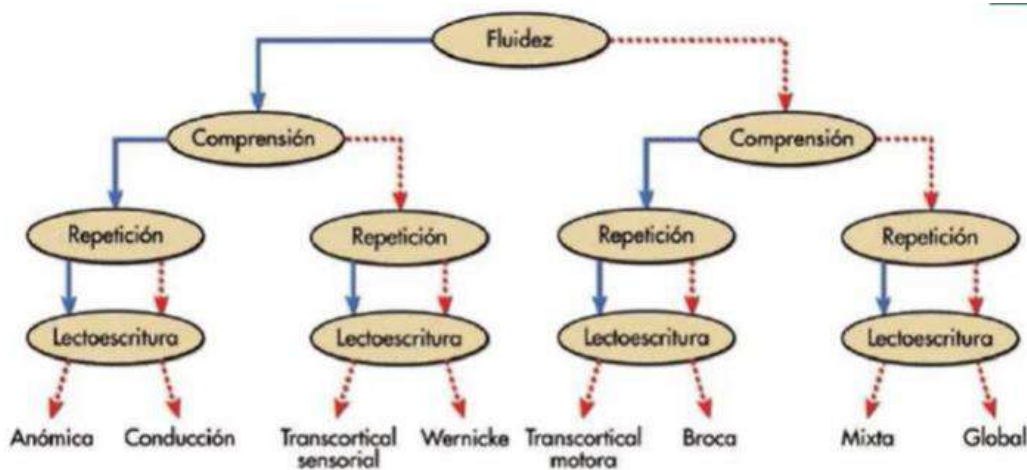 Fluidez
Comprensión
Comprensión
Repetición
Repetición
Repetición
Repetición
Lectoescritura
Lectoescritura
Lectoescritura
Lectoescritura
Anómica
Conducción
Transcortical
sensorial
Wernicke
Transcortical
motora
Broca
Mixta
Global